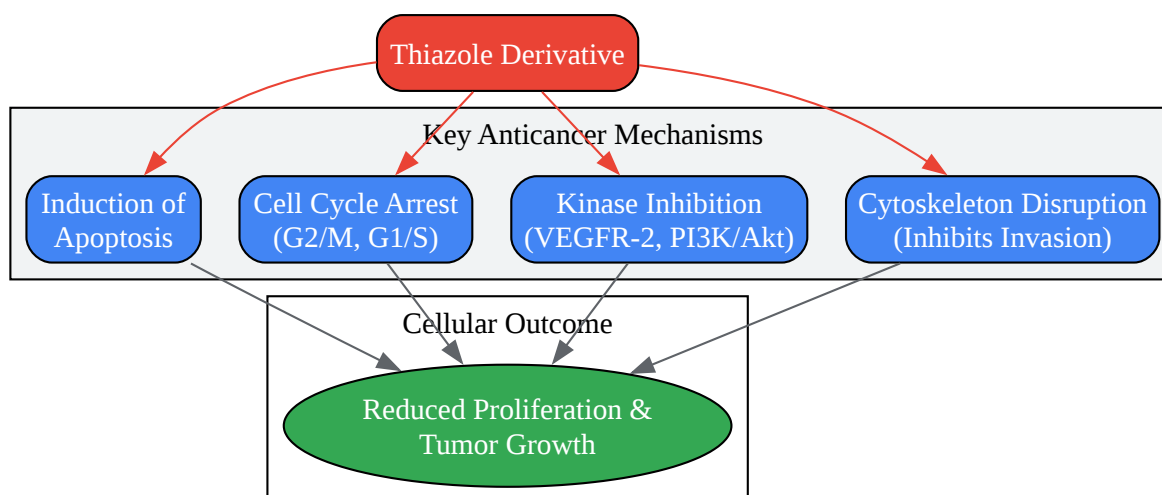 Thiazole Derivative
Key Anticancer Mechanisms
Induction of
Apoptosis
Cell Cycle Arrest
(G2/M, G1/S)
Kinase Inhibition
(VEGFR-2, PI3K/Akt)
Cytoskeleton Disruption
(Inhibits Invasion)
Cellular Outcome
Reduced Proliferation &
Tumor Growth